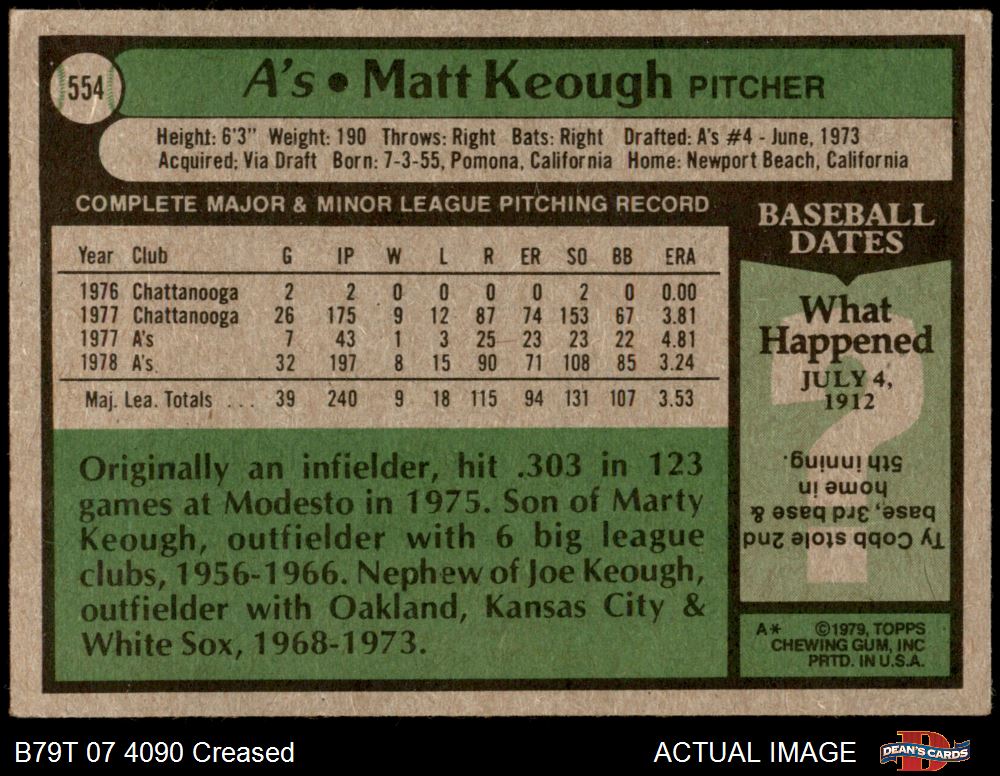 554
A's • Matt Keough PITCHER
Height: 6'3" Weight: 190 Throws: Right Bats: Right Drafted: A's #4 - June, 1973
Acquired: Via Draft Born: 7-3-55, Pomona, California Home: Newport Beach, California
COMPLETE MAJOR & MINOR LEAGUE PITCHING RECORD
Year Club G IP W L R ER SO BB ERA
1976 Chattanooga 2 2 0 0 0 0 2 0 0.00
1977 Chattanooga 26 175 9 12 87 74 153 67 3.81
1977 A's 7 43 1 3 25 23 23 22 4.81
1978 A's. 32 197 8 15 90 71 108 85 3.24
Maj. Lea. Totals ... 39 240 9 18 115 94 131 107 3.53
Originally an infielder, hit .303 in 123
games at Modesto in 1975. Son of Marty
Keough, outfielder with 6 big league
clubs, 1956-1966. Nephew of Joe Keough,
outfielder with Oakland, Kansas City &
White Sox, 1968-1973.
BASEBALL
DATES
What
Happened
JULY 4,
1912
?
Ty Cobb stole 2nd
base, 3rd base &
home in
5th inning.
A* ©1979, TOPPS
CHEWING GUM, INC
PRTD. IN U.S.A.
B79T 07 4090 Creased
ACTUAL IMAGE
D
DEAN'S CARDS